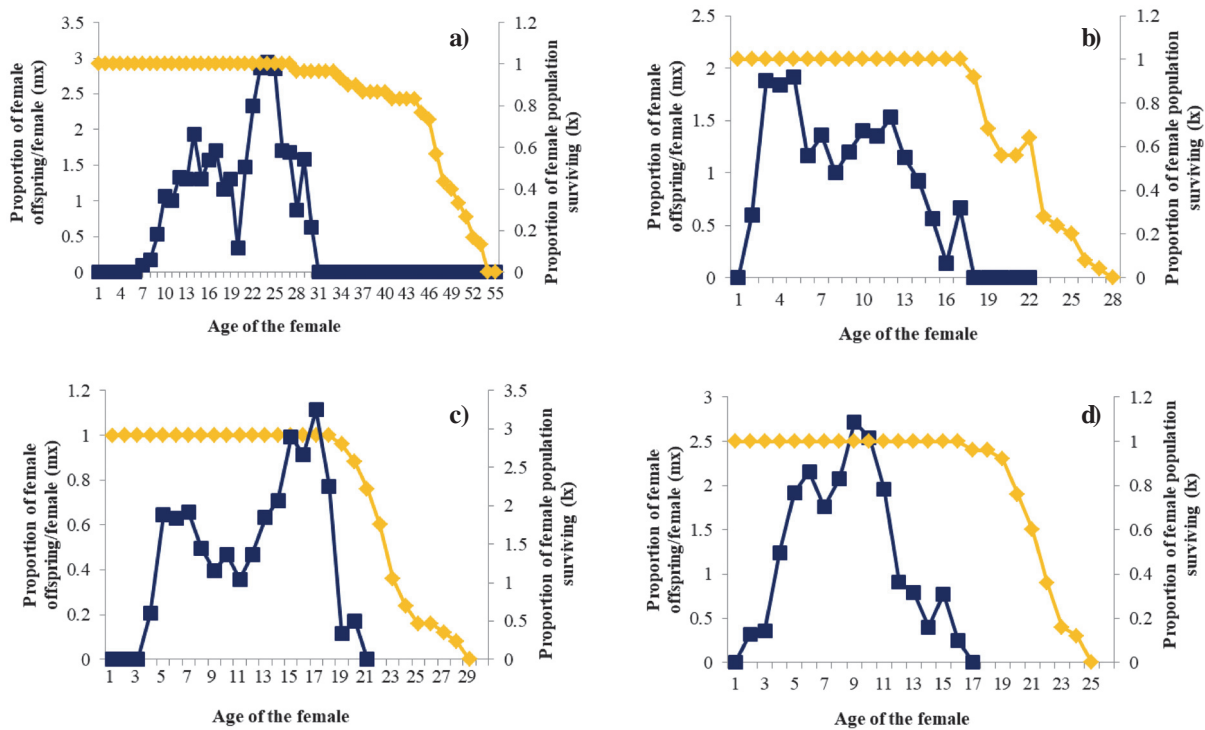 a)
3.5
3
2.5
2
1.5
1
0.5
0
1.2
1
0.8
0.6
0.4
0.2
0
Proportion of female
offspring/female (mx)
Proportion of female population
surviving (lx)
1 4 7 10 13 16 19 22 25 28 31 34 37 40 43 46 49 52 55
Age of the female
b)
2.5
2
1.5
1
0.5
0
1.2
1
0.8
0.6
0.4
0.2
0
Proportion of female
offspring/female (mx)
Proportion of female population
surviving (lx)
1 4 7 10 13 16 19 22 25 28
Age of the female
c)
1.2
1
0.8
0.6
0.4
0.2
0
3.5
3
2.5
2
1.5
1
0.5
0
Proportion of female
offspring/female (mx)
Proportion of female population
surviving (lx)
1 3 5 7 9 11 13 15 17 19 21 23 25 27 29
Age of the female
d)
3
2.5
2
1.5
1
0.5
0
1.2
1
0.8
0.6
0.4
0.2
0
Proportion of female
offspring/female (mx)
Proportion of female population
surviving (lx)
1 3 5 7 9 11 13 15 17 19 21 23 25
Age of the female